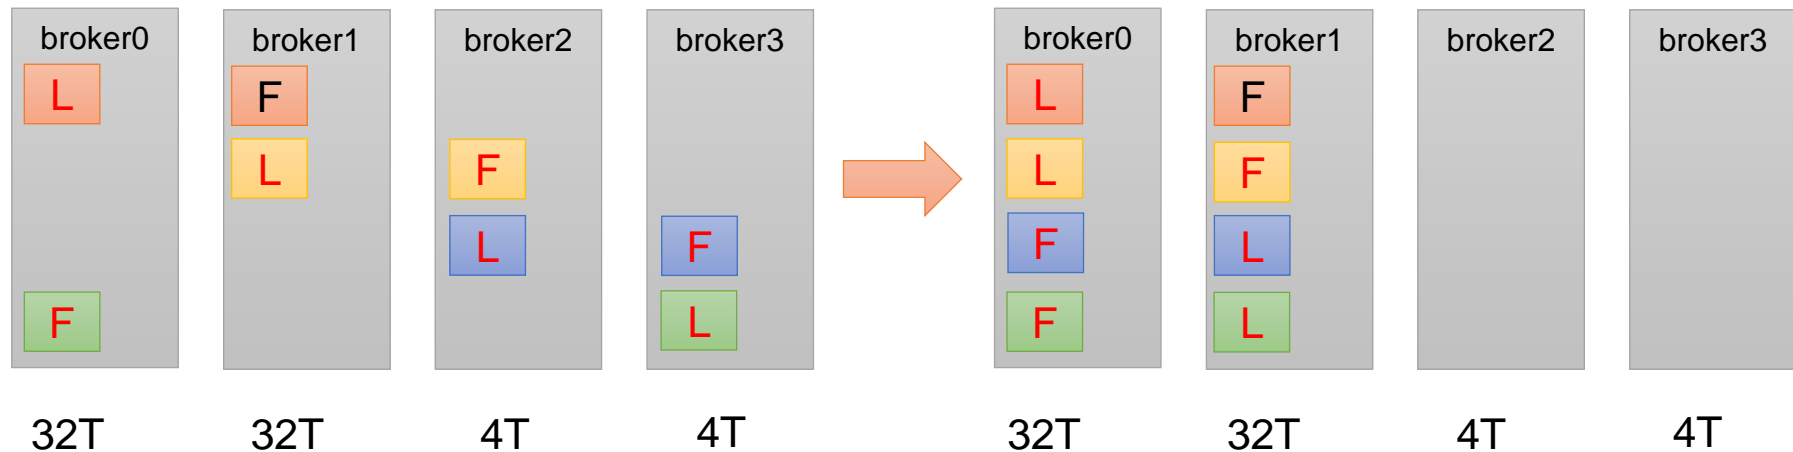 broker0 broker1 broker2 broker3 broker0 broker1 broker2 broker3
L F L F
L F L F
L F F L
F L F L
32T 32T 4T 4T 32T 32T 4T 4T